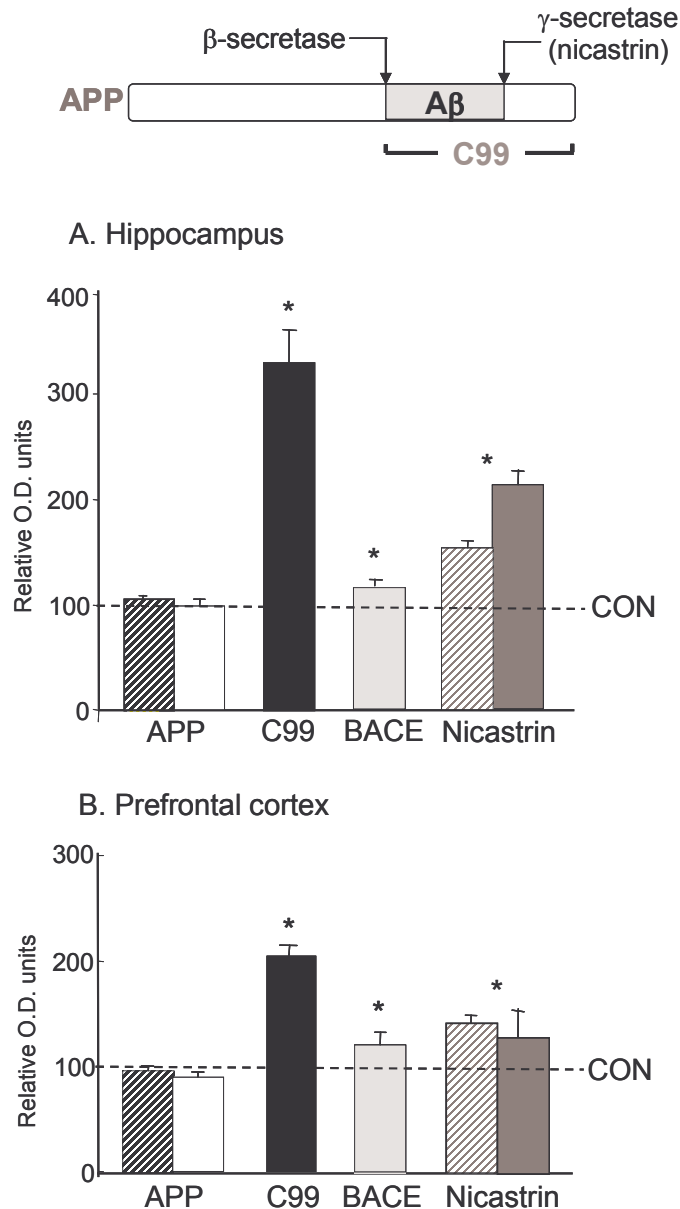 β-secretase
γ-secretase
(nicastrin)
APP
Aβ
C99
A. Hippocampus
Relative O.D. units
400
300
200
100
0
*
*
*
CON
APP C99 BACE Nicastrin
B. Prefrontal cortex
Relative O.D. units
300
200
100
0
*
*
*
CON
APP C99 BACE Nicastrin